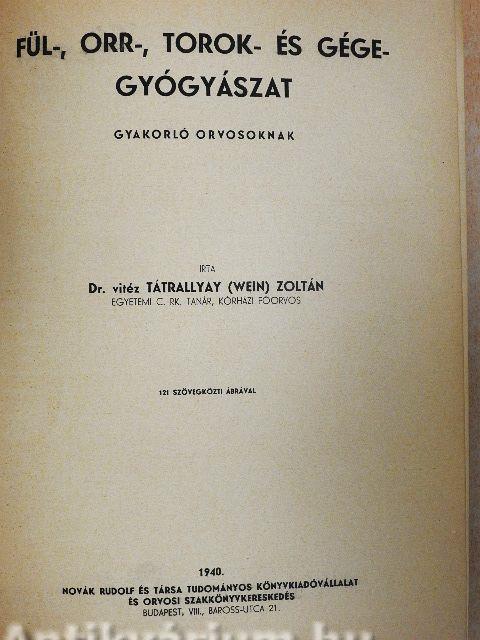 FÜL-, ORR-, TOROK- ÉS GÉGE-
GYÓGYÁSZAT
GYAKORLÓ ORVOSOKNAK
IRTA
Dr. vitéz TÁTRALLYAY (WEIN) ZOLTÁN
EGYETEMI C. RK. TANÁR, KÓRHÁZI FŐORVOS
121 SZÖVEGKÖZTI ÁBRÁVAL
1940.
NOVÁK RUDOLF ÉS TÁRSA TUDOMÁNYOS KÖNYVKIADÓVÁLLALAT
ÉS ORVOSI SZAKKÖNYVKERESKEDÉS
BUDAPEST, VIII., BAROSS-UTCA 21.